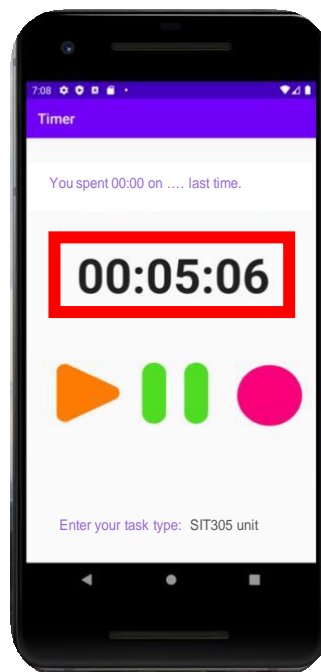 7:08
Timer
You spent 00:00 on …. last time.
00:05:06
Enter your task type: SIT305 unit